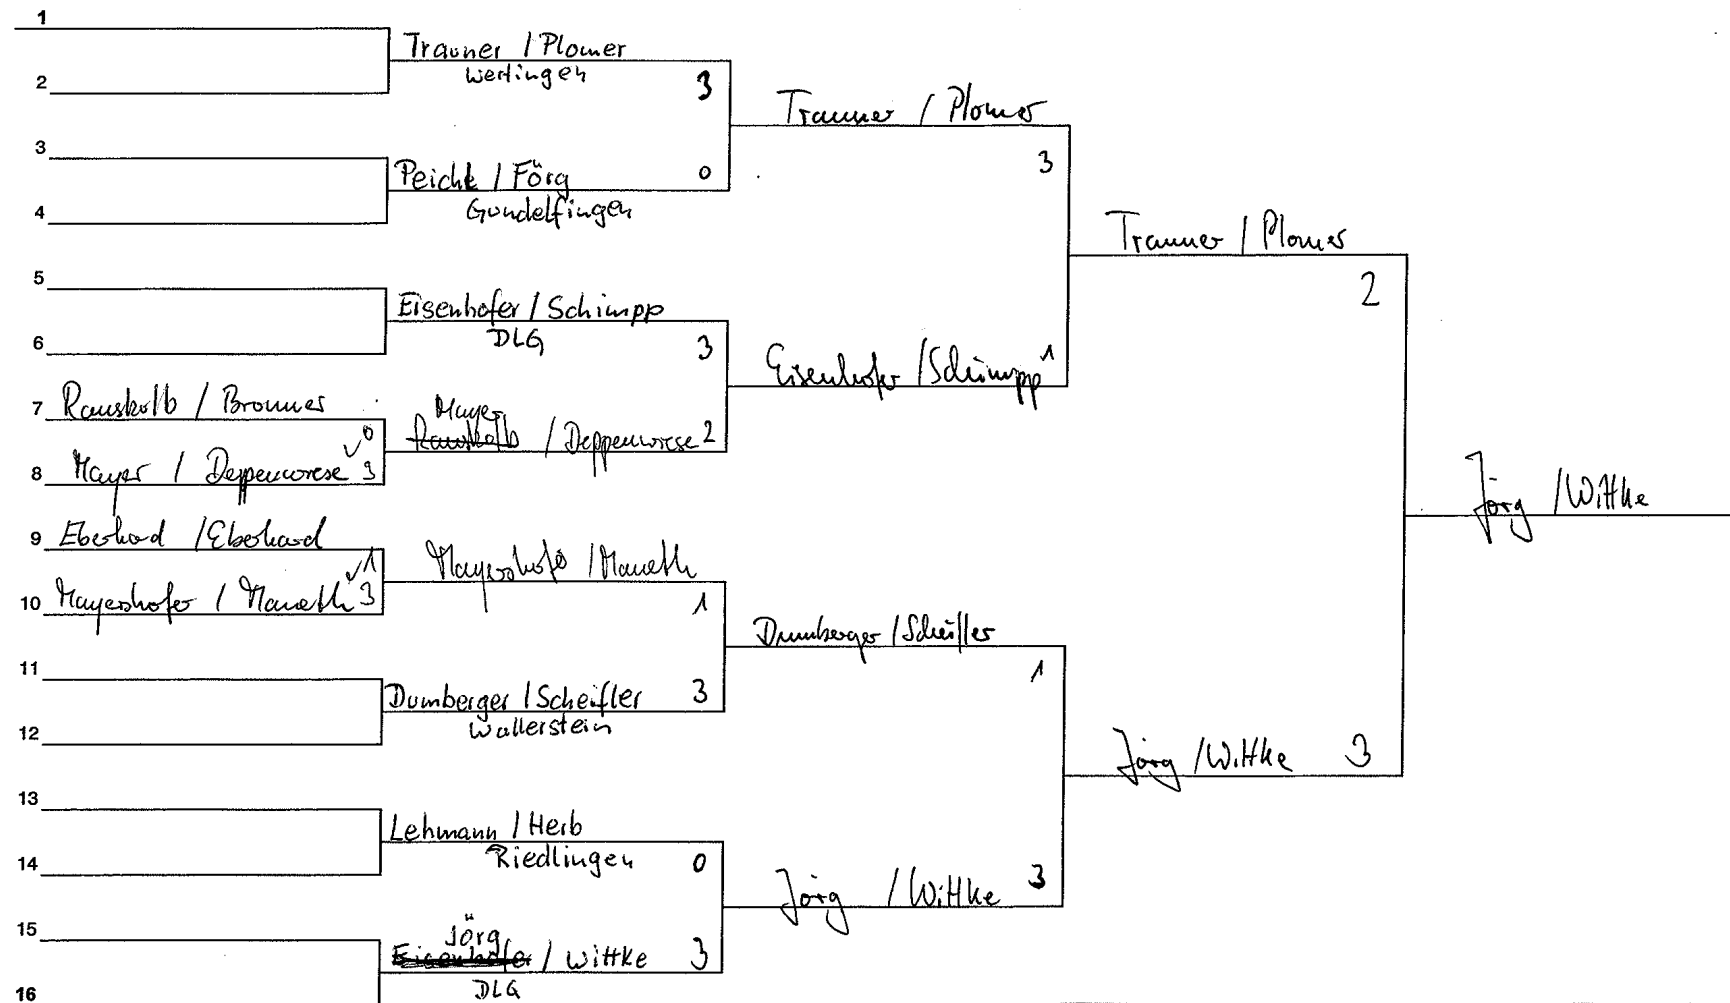 1
Trauner / Plomer
Wertingen
2
3
3
Peichl / Förg
0
Gundelfingen
4
5
Eisenhofer / Schimpp
DLG
3
6
7 Rauskolb / Bronner
0
8 Mayer / Deppenwiese 3
Mayer
Rauskolb / Deppenwiese 2
9 Eberhard / Eberhard
1
10 Mayershofer / Maneth 3
Mayershofer / Maneth
1
11
Dumberger / Scheifler
3
Wallerstein
12
13
Lehmann / Herb
Riedlingen
0
14
15
Jörg
Eisenhofer / Wittke
3
DLG
16
Trauner / Plomer
3
Eisenhofer / Schimpp 1
Dumberger / Scheifler
1
Jörg / Wittke
3
Trauner / Plomer
2
Jörg / Wittke 3
Jörg / Wittke